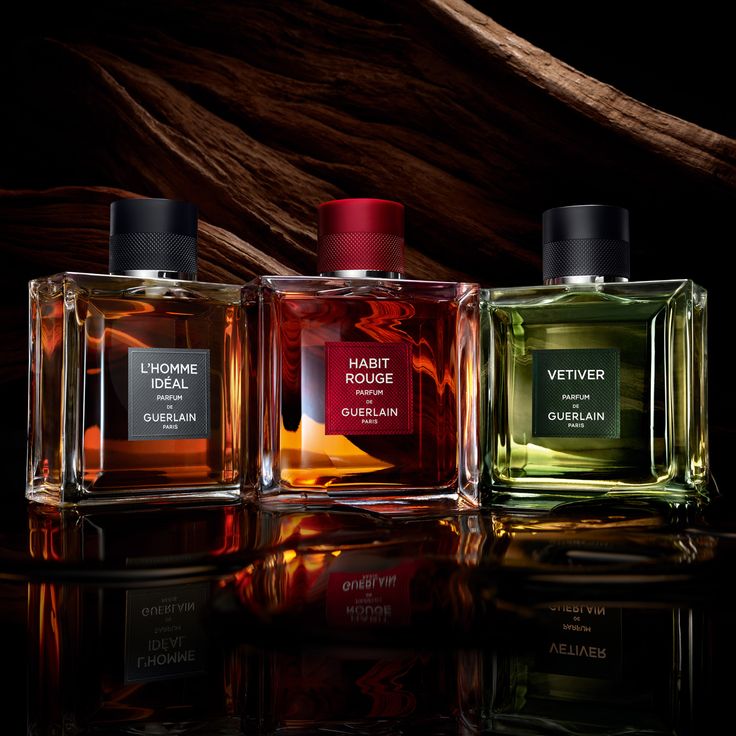 L'HOMME
IDÉAL
PARFUM
DE
GUERLAIN
PARIS
HABIT
ROUGE
PARFUM
DE
GUERLAIN
PARIS
VETIVER
PARFUM
DE
GUERLAIN
PARIS